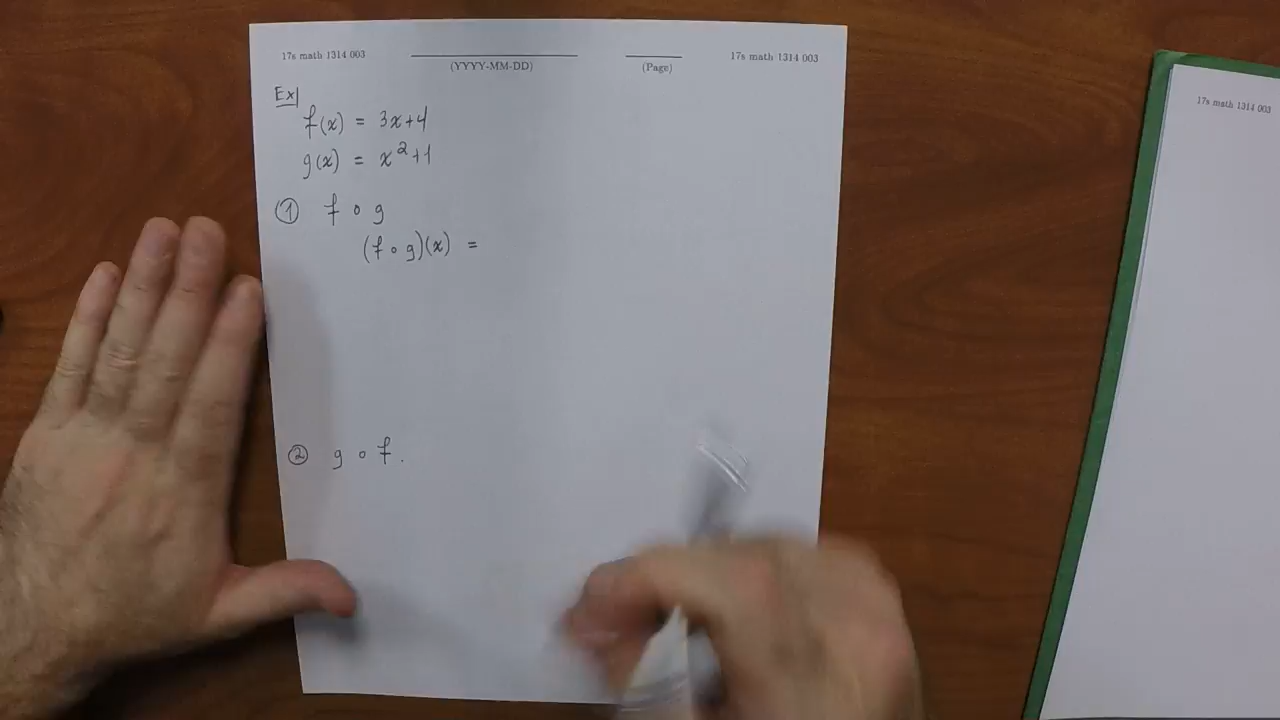 17s math 1314 003 (YYYY-MM-DD) (Page) 17s math 1314 003
Ex
f(x) = 3x+4
g(x) = x²+1
① f ∘ g
(f ∘ g)(x) =
② g ∘ f.
17s math 1314 003